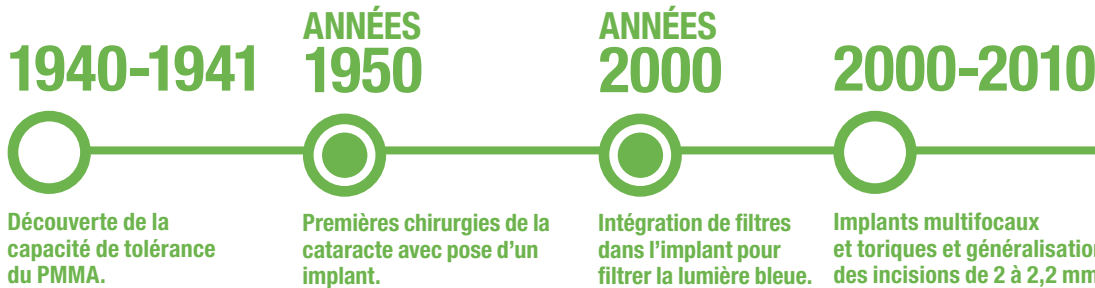 1940-1941
Découverte de la
capacité de tolérance
du PMMA.
ANNÉES
1950
Premières chirurgies de la
cataracte avec pose d’un
implant.
ANNÉES
2000
Intégration de filtres
dans l’implant pour
filtrer la lumière bleue.
2000-2010
Implants multifocaux
et toriques et généralisation
des incisions de 2 à 2,2 mm